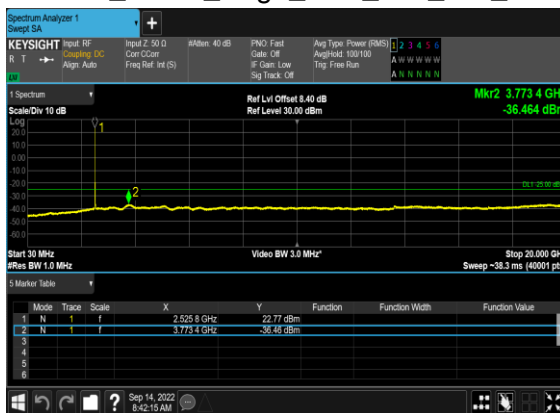 Spectrum Analyzer 1
Swept SA
KEYSIGHT
R T
LU
Input: RF
Coupling: DC
Align: Auto
Input Z: 50 Ω
Corr CCorr
Freq Ref: Int (S)
#Atten: 40 dB
PNO: Fast
Gate: Off
IF Gain: Low
Sig Track: Off
Avg Type: Power (RMS)
Avg|Hold: 100/100
Trig: Free Run
1 2 3 4 5 6
A W W W W W
A N N N N N
1 Spectrum
Scale/Div 10 dB
Ref Lvl Offset 8.40 dB
Ref Level 30.00 dBm
Mkr2 3.773 4 GH
-36.464 dBr
Log
20.0
10.0
0.00
-10.0
-20.0
-30.0
-40.0
-50.0
-60.0
1
2
DL1 -25.00 dB
Start 30 MHz
#Res BW 1.0 MHz
Video BW 3.0 MHz*
Stop 20.000 GH
Sweep ~38.3 ms (40001 pt
5 Marker Table
Mode Trace Scale X Y Function Function Width Function Value
1 N 1 f 2.525 8 GHz 22.77 dBm
2 N 1 f 3.773 4 GHz -36.46 dBm
3
4
5
6
?
Sep 14, 2022
8:42:15 AM